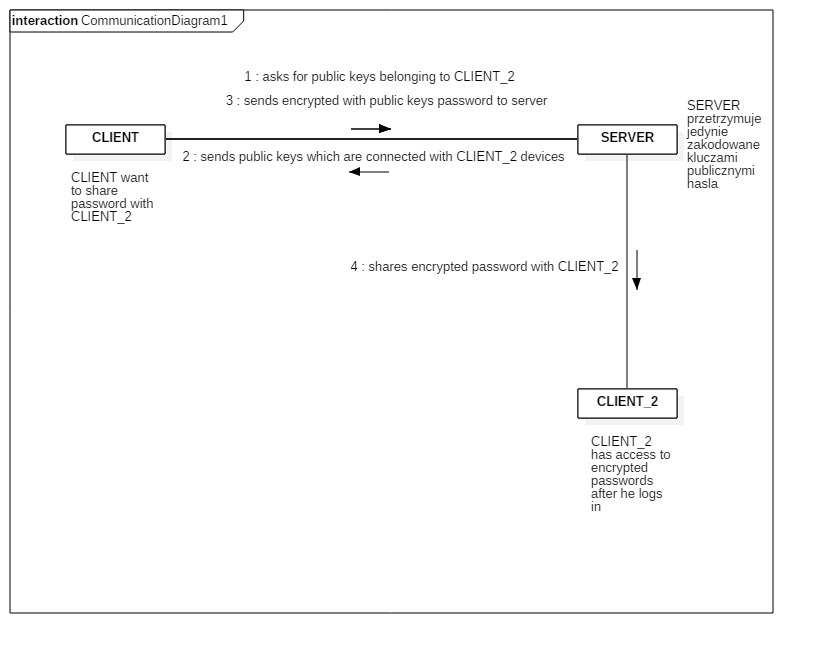 interaction CommunicationDiagram1
1 : asks for public keys belonging to CLIENT_2
3 : sends encrypted with public keys password to server
CLIENT
SERVER
2 : sends public keys which are connected with CLIENT_2 devices
SERVER
przetrzymuje
jedynie
zakodowane
kluczami
publicznymi
hasla
CLIENT want
to share
password with
CLIENT_2
4 : shares encrypted password with CLIENT_2
CLIENT_2
CLIENT_2
has access to
encrypted
passwords
after he logs
in